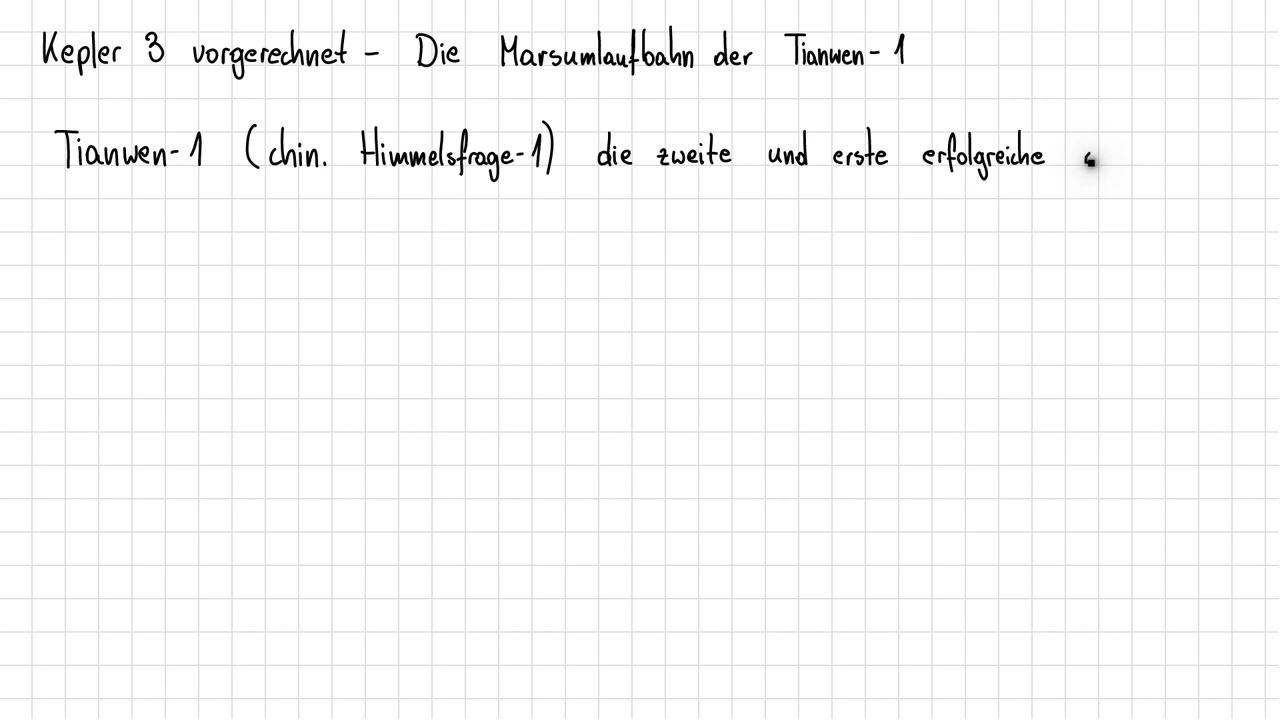 Kepler 3 vorgerechnet - Die Marsumlaufbahn der Tianwen-1
Tianwen-1 (chin. Himmelsfrage-1) die zweite und erste erfolgreiche